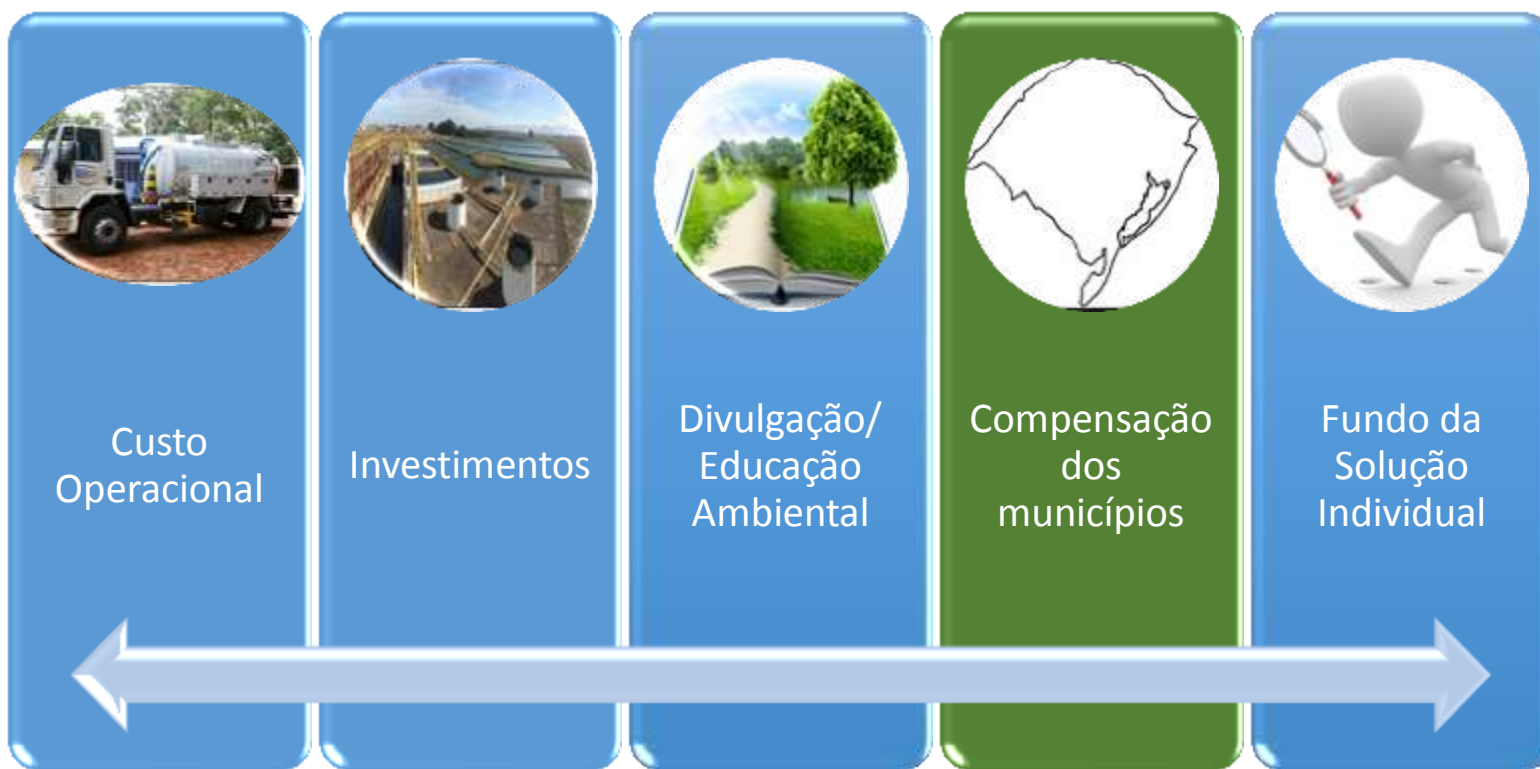 Custo
Operacional
Investimentos
Divulgação/
Educação
Ambiental
Compensação
dos
municípios
Fundo da
Solução
Individual